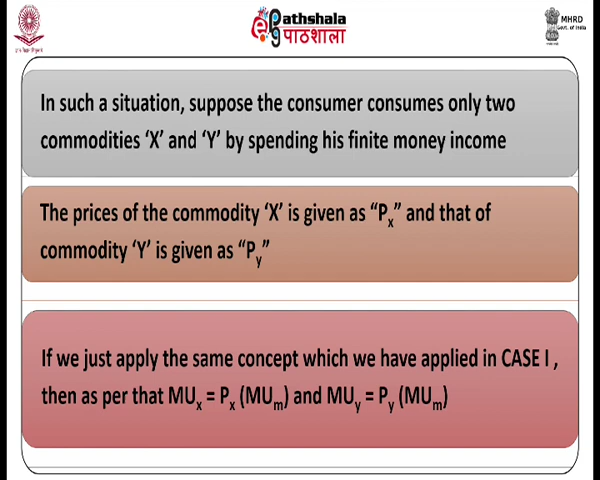 ePG Pathshala
पाठशाला
MHRD
Govt. of India
In such a situation, suppose the consumer consumes only two
commodities ‘X’ and ‘Y’ by spending his finite money income
The prices of the commodity ‘X’ is given as “Px” and that of
commodity ‘Y’ is given as “Py”
If we just apply the same concept which we have applied in CASE I ,
then as per that MUx = Px (MUm) and MUy = Py (MUm)